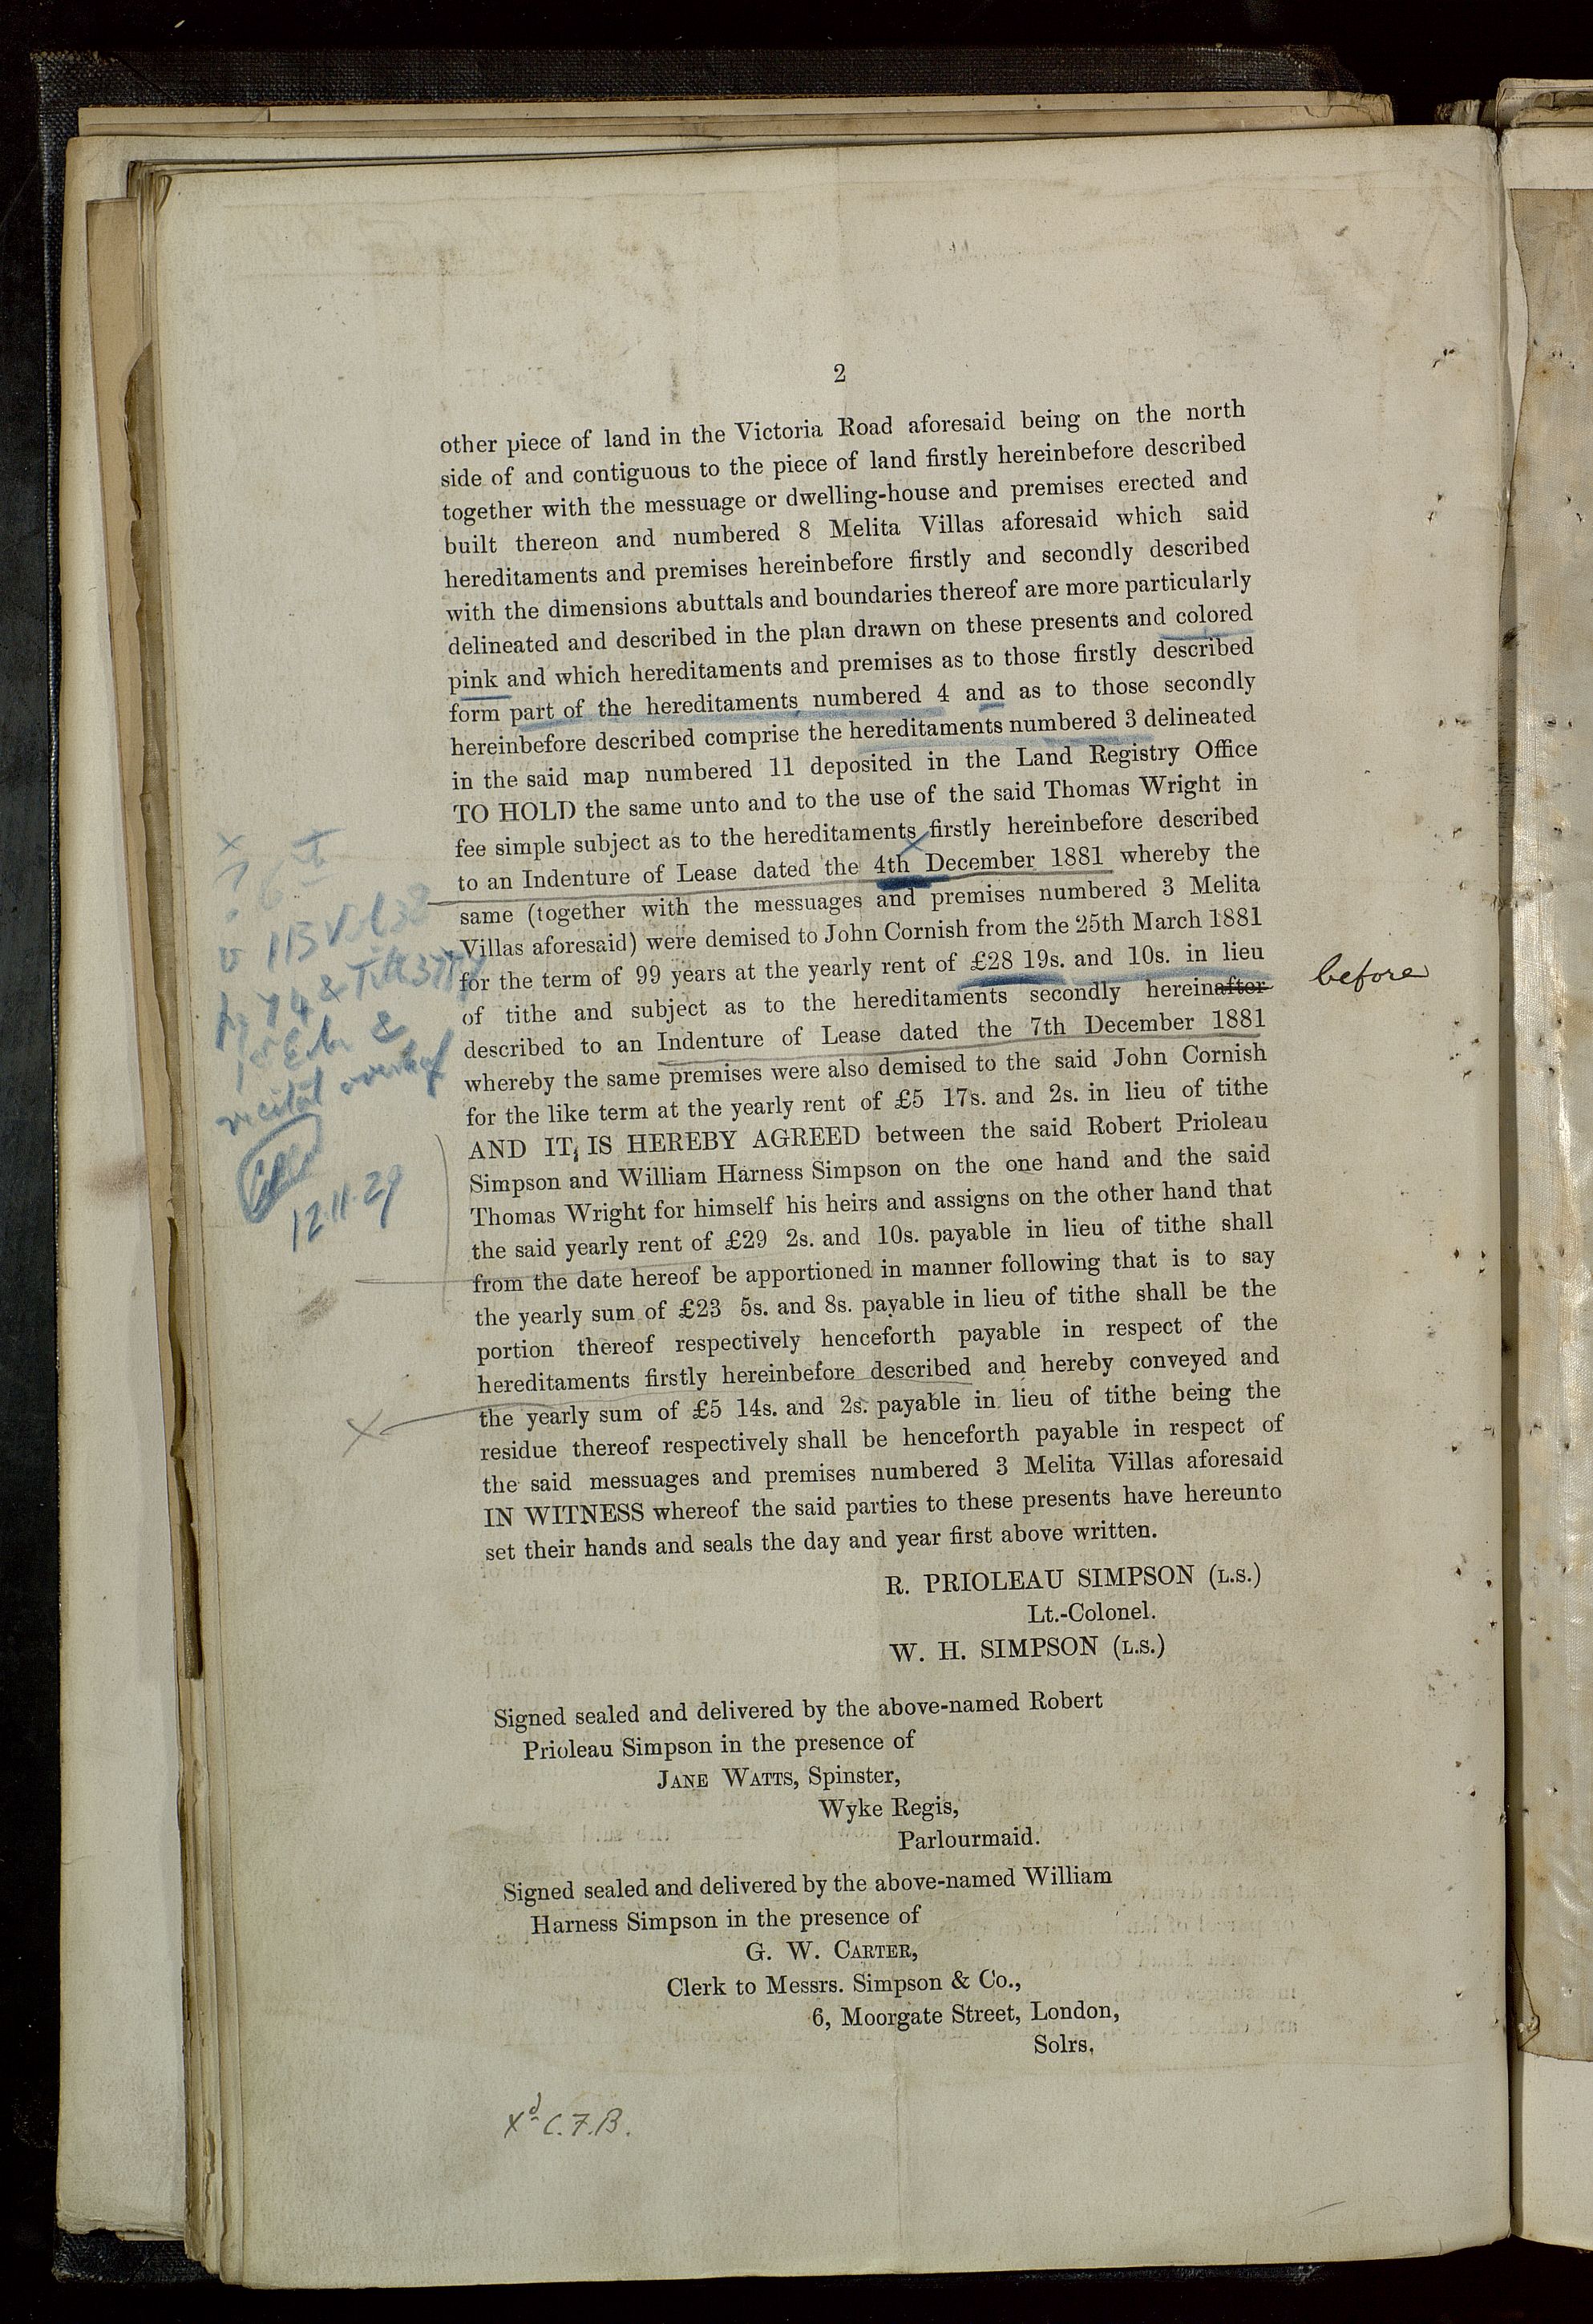 2
other piece of land in the Victoria Road aforesaid being on the north
side of and contiguous to the piece of land firstly hereinbefore described
together with the messuage or dwelling-house and premises erected and
built thereon and numbered 8 Melita Villas aforesaid which said
hereditaments and premises hereinbefore firstly and secondly described
with the dimensions abuttals and boundaries thereof are more particularly
delineated and described in the plan drawn on these presents and colored
pink and which hereditaments and premises as to those firstly described
form part of the hereditaments numbered 4 and as to those secondly
hereinbefore described comprise the hereditaments numbered 3 delineated
in the said map numbered 11 deposited in the Land Registry Office
TO HOLD the same unto and to the use of the said Thomas Wright in
fee simple subject as to the hereditaments firstly hereinbefore described
to an Indenture of Lease dated the 4th December 1881 whereby the
same (together with the messuages and premises numbered 3 Melita
Villas aforesaid) were demised to John Cornish from the 25th March 1881
for the term of 99 years at the yearly rent of £28 19s. and 10s. in lieu
of tithe and subject as to the hereditaments secondly hereinafter before
described to an Indenture of Lease dated the 7th December 1881
whereby the same premises were also demised to the said John Cornish
for the like term at the yearly rent of £5 17s. and 2s. in lieu of tithe
AND IT IS HEREBY AGREED between the said Robert Prioleau
Simpson and William Harness Simpson on the one hand and the said
Thomas Wright for himself his heirs and assigns on the other hand that
the said yearly rent of £29 2s. and 10s. payable in lieu of tithe shall
from the date hereof be apportioned in manner following that is to say
the yearly sum of £23 5s. and 8s. payable in lieu of tithe shall be the
portion thereof respectively henceforth payable in respect of the
hereditaments firstly hereinbefore described and hereby conveyed and
the yearly sum of £5 14s. and 2s. payable in lieu of tithe being the
residue thereof respectively shall be henceforth payable in respect of
the said messuages and premises numbered 3 Melita Villas aforesaid
IN WITNESS whereof the said parties to these presents have hereunto
set their hands and seals the day and year first above written.
R. PRIOLEAU SIMPSON (L.S.)
Lt.-Colonel.
W. H. SIMPSON (L.S.)
Signed sealed and delivered by the above-named Robert
Prioleau Simpson in the presence of
JANE WATTS, Spinster,
Wyke Regis,
Parlourmaid.
Signed sealed and delivered by the above-named William
Harness Simpson in the presence of
G. W. CARTER,
Clerk to Messrs. Simpson & Co.,
6, Moorgate Street, London,
Solrs.
Xd C.F.B.
recital overleaf
12.11.29